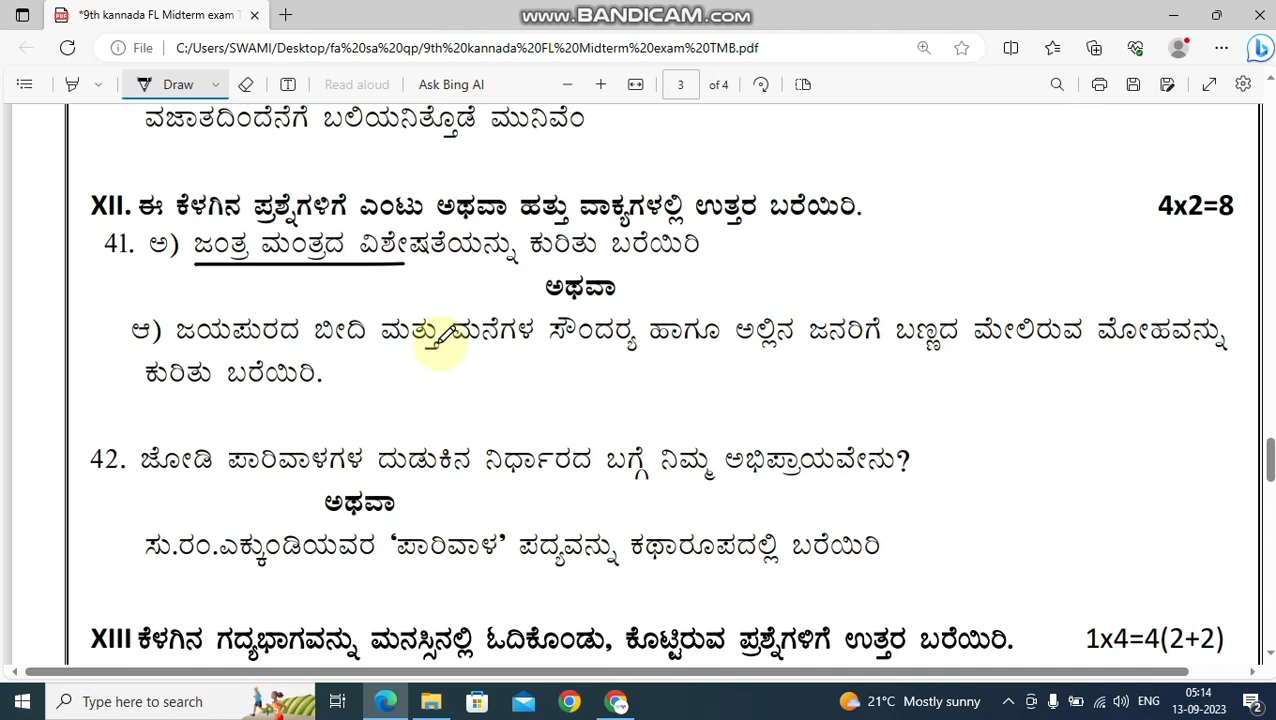 *9th kannada FL Midterm exam T
www.BANDICAM.com
File C:/Users/SWAMI/Desktop/fa%20sa%20qp/9th%20kannada%20FL%20Midterm%20exam%20TMB.pdf
Draw Read aloud Ask Bing AI 3 of 4
ವಜಾತದಿಂದೆನೆಗೆ ಬಲಿಯನಿತ್ತೊಡೆ ಮುನಿವೆಂ
XII. ಈ ಕೆಳಗಿನ ಪ್ರಶ್ನೆಗಳಿಗೆ ಎಂಟು ಅಥವಾ ಹತ್ತು ವಾಕ್ಯಗಳಲ್ಲಿ ಉತ್ತರ ಬರೆಯಿರಿ. 4x2=8
41. ಅ) ಜಂತ್ರ ಮಂತ್ರದ ವಿಶೇಷತೆಯನ್ನು ಕುರಿತು ಬರೆಯಿರಿ
ಅಥವಾ
ಆ) ಜಯಪುರದ ಬೀದಿ ಮತ್ತು ಮನೆಗಳ ಸೌಂದರ್ಯ ಹಾಗೂ ಅಲ್ಲಿನ ಜನರಿಗೆ ಬಣ್ಣದ ಮೇಲಿರುವ ಮೋಹವನ್ನು
ಕುರಿತು ಬರೆಯಿರಿ.
42. ಜೋಡಿ ಪಾರಿವಾಳಗಳ ದುಡುಕಿನ ನಿರ್ಧಾರದ ಬಗ್ಗೆ ನಿಮ್ಮ ಅಭಿಪ್ರಾಯವೇನು?
ಅಥವಾ
ಸು.ರಂ.ಎಕ್ಕುಂಡಿಯವರ ‘ಪಾರಿವಾಳ’ ಪದ್ಯವನ್ನು ಕಥಾರೂಪದಲ್ಲಿ ಬರೆಯಿರಿ
XIII ಕೆಳಗಿನ ಗದ್ಯಭಾಗವನ್ನು ಮನಸ್ಸಿನಲ್ಲಿ ಓದಿಕೊಂಡು, ಕೊಟ್ಟಿರುವ ಪ್ರಶ್ನೆಗಳಿಗೆ ಉತ್ತರ ಬರೆಯಿರಿ. 1x4=4(2+2)
Type here to search 21°C Mostly sunny ENG 05:14
13-09-2023 2